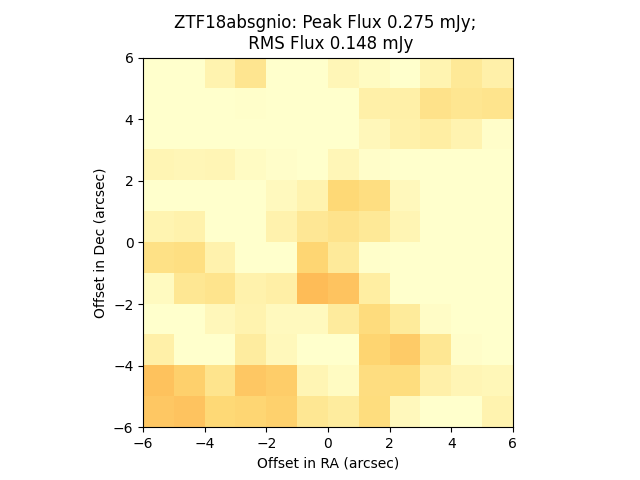 ZTF18absgnio: Peak Flux 0.275 mJy;
RMS Flux 0.148 mJy
6
4
2
0
−2
−4
−6
Offset in Dec (arcsec)
−6 −4 −2 0 2 4 6
Offset in RA (arcsec)